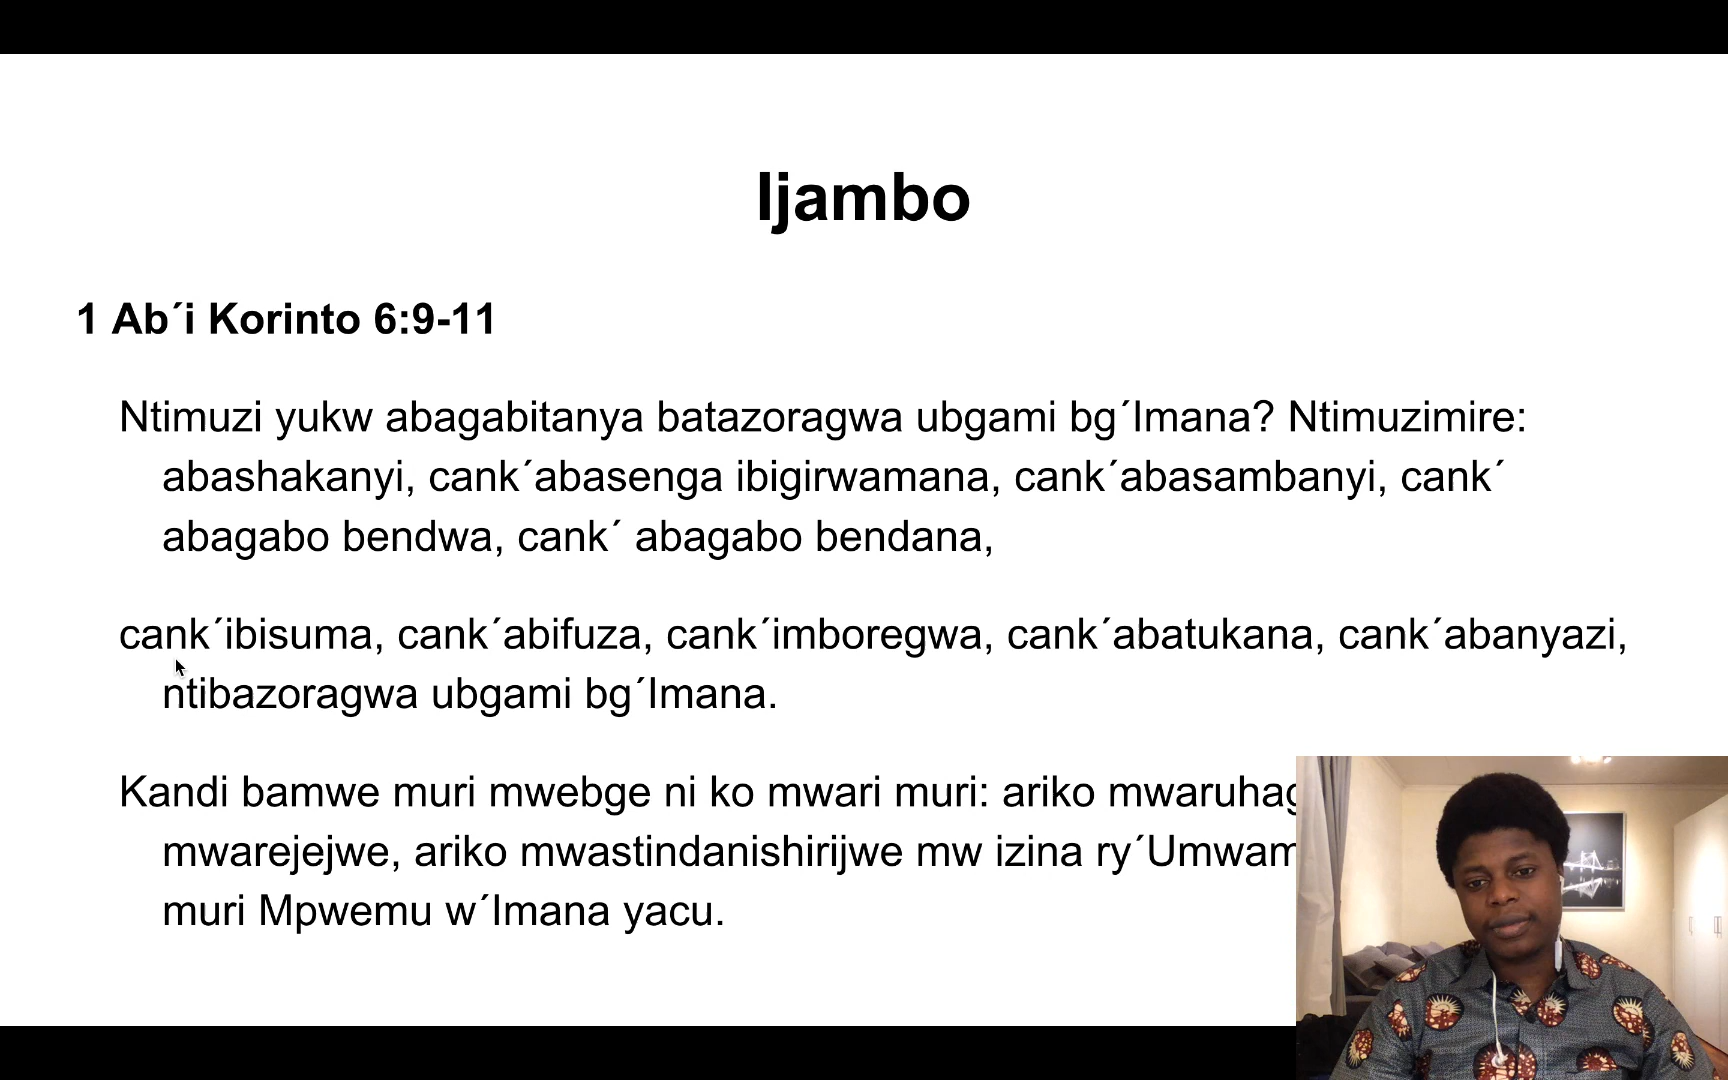 Ijambo
1 Ab´i Korinto 6:9-11
Ntimuzi yukw abagabitanya batazoragwa ubgami bg´Imana? Ntimuzimire:
abashakanyi, cank´abasenga ibigirwamana, cank´abasambanyi, cank´
abagabo bendwa, cank´ abagabo bendana,
cank´ibisuma, cank´abifuza, cank´imboregwa, cank´abatukana, cank´abanyazi,
ntibazoragwa ubgami bg´Imana.
Kandi bamwe muri mwebge ni ko mwari muri: ariko
mwarejejwe, ariko mwastindanishirijwe mw izina ry´
muri Mpwemu w´Imana yacu.